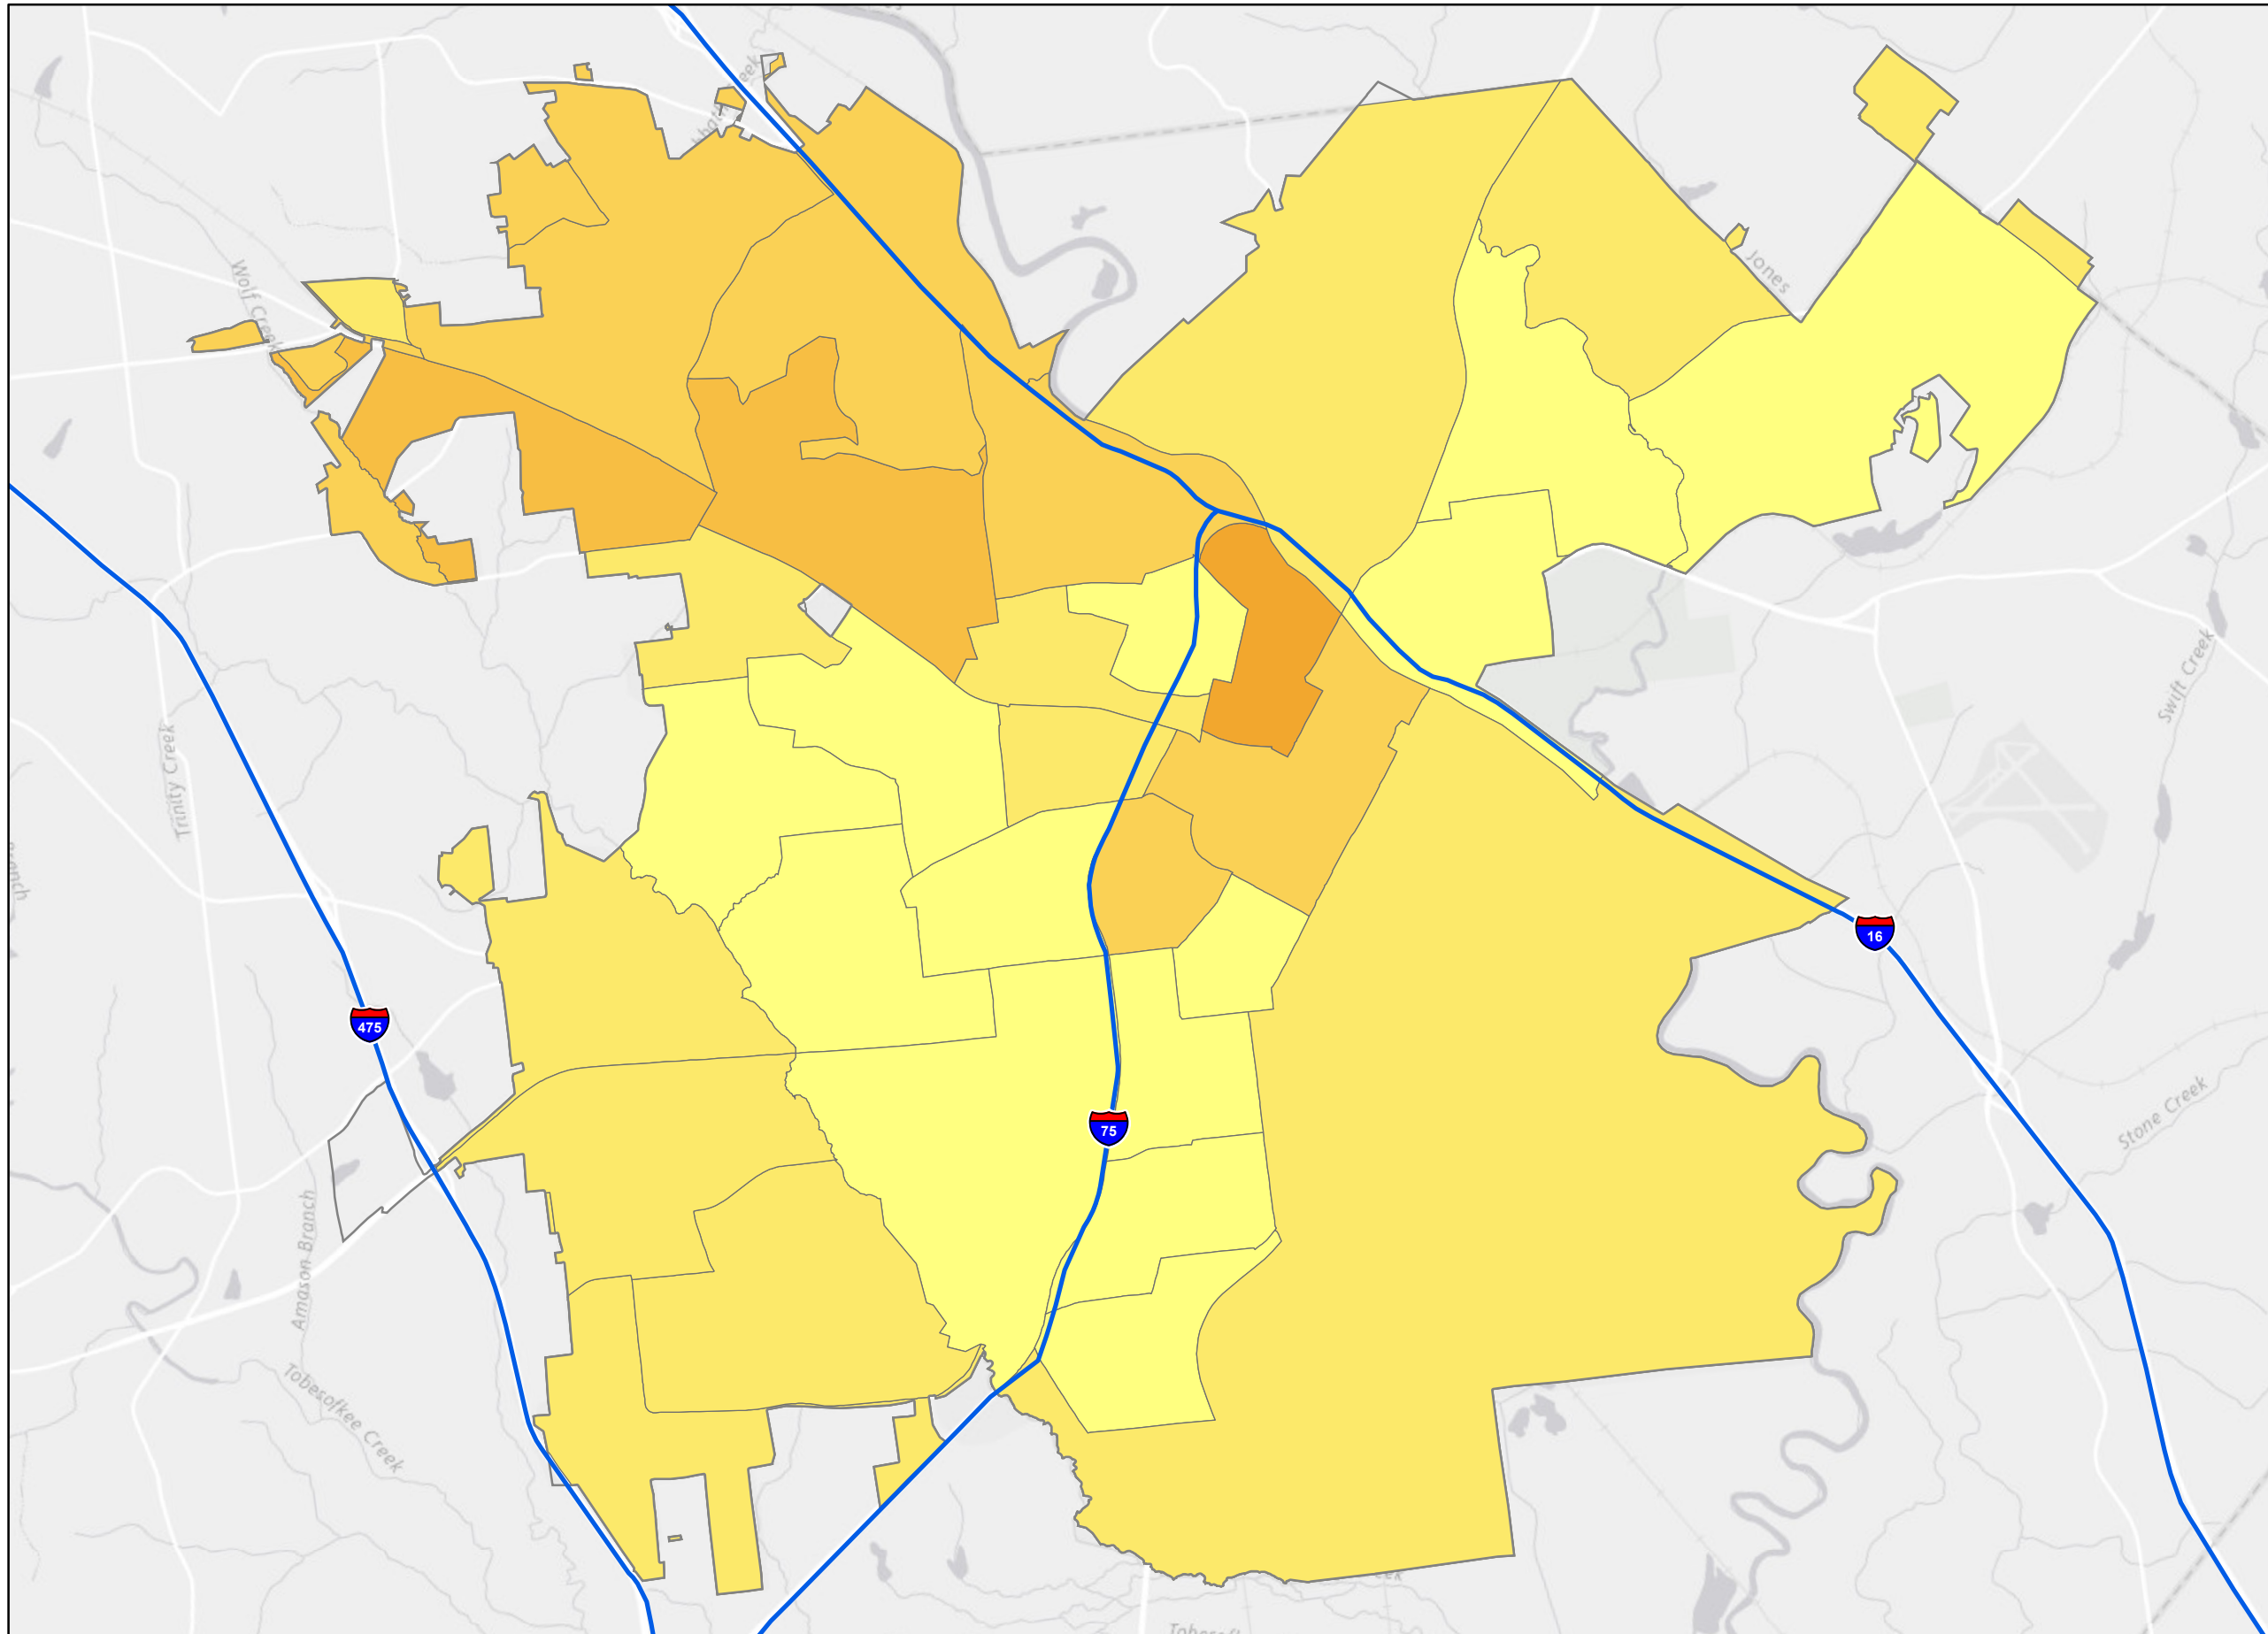 Jones
Wolf Creek
Swift Creek
Trinity Creek
16
475
75
Stone Creek
Amason Branch
Tobesofkee Creek